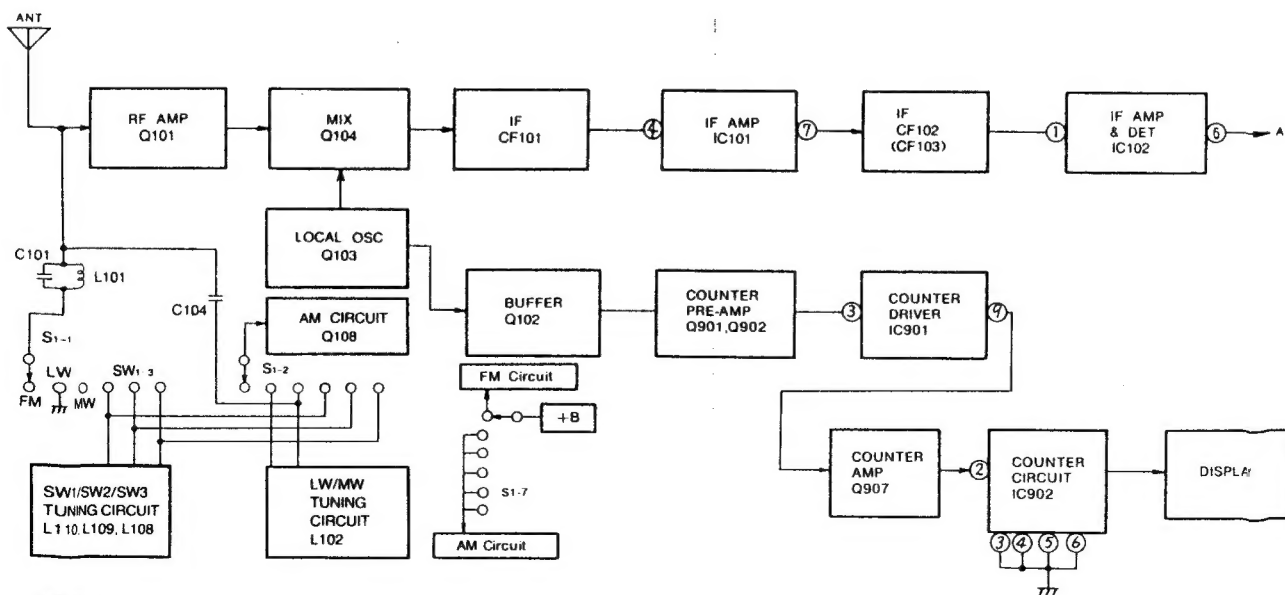 ANT
RF AMP
Q101
MIX
Q104
IF
CF101
4
IF AMP
IC101
7
IF
CF102
(CF103)
1
IF AMP
& DET
IC102
6
A
LOCAL OSC
Q103
C101
L101
C104
AM CIRCUIT
Q108
BUFFER
Q102
COUNTER
PRE-AMP
Q901,Q902
3
COUNTER
DRIVER
IC901
9
S1-1
S1-2
FM
LW
MW
SW1-3
FM Circuit
+B
S1-7
AM Circuit
SW1/SW2/SW3
TUNING CIRCUIT
L110, L109, L108
LW/MW
TUNING
CIRCUIT
L102
COUNTER
AMP
Q907
2
COUNTER
CIRCUIT
IC902
3 4 5 6
DISPLAY